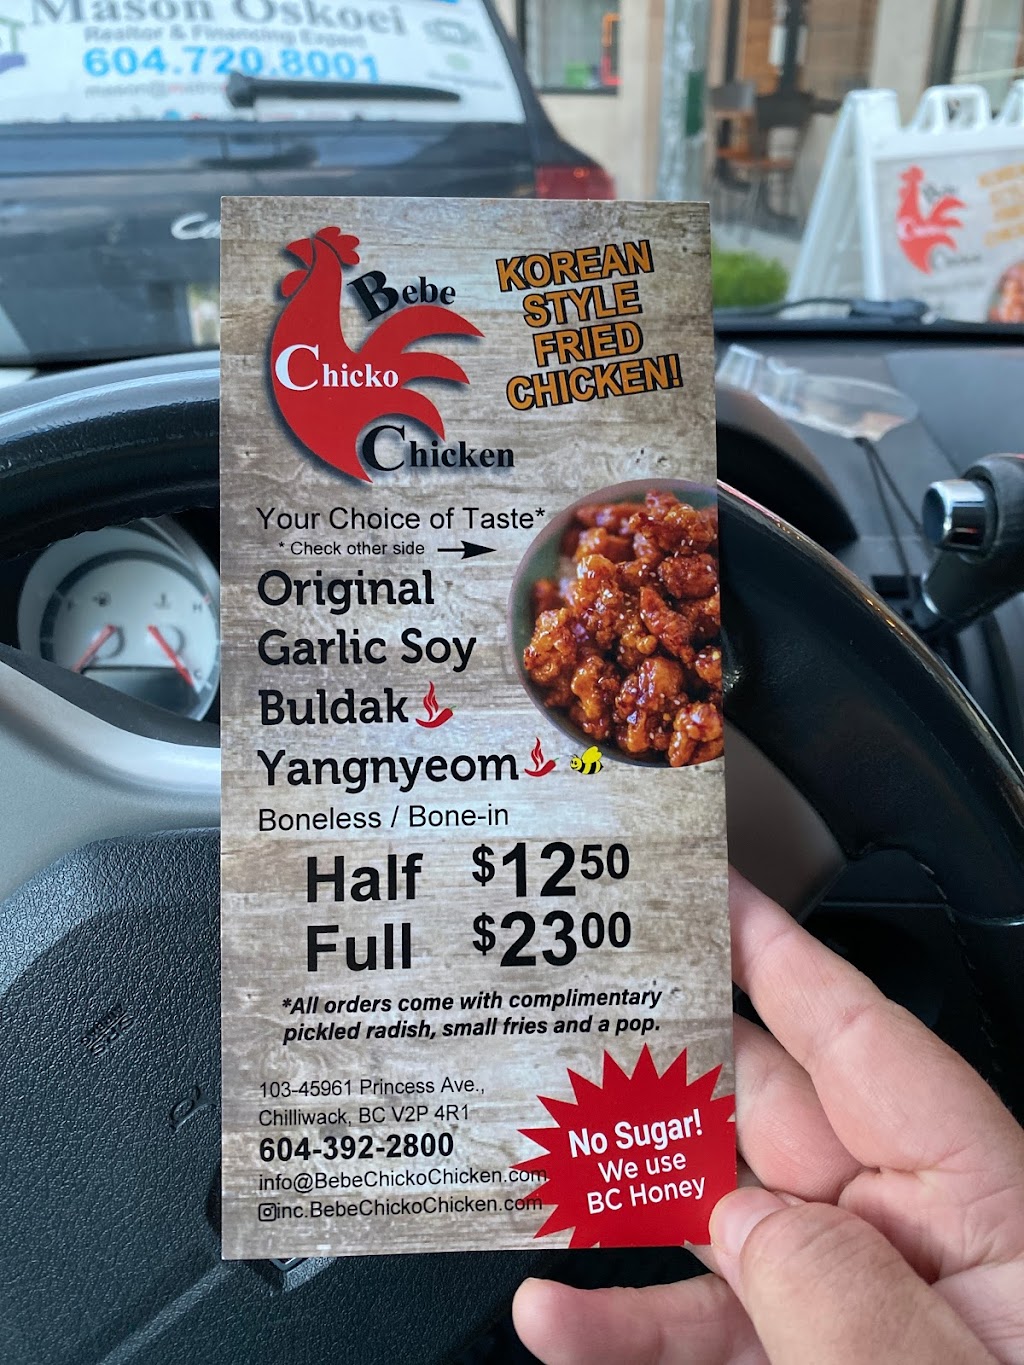 Mason Oskoei
Realtor & Financing Expert
604.720.8001
Bebe
Chicko
Chicken
KOREAN
STYLE
FRIED
CHICKEN!
Your Choice of Taste*
* Check other side
Original
Garlic Soy
Buldak
Yangnyeom
Boneless / Bone-in
Half $12.50
Full $23.00
*All orders come with complimentary
pickled radish, small fries and a pop.
103-45961 Princess Ave.,
Chilliwack, BC V2P 4R1
604-392-2800
info@BebeChickoChicken.com
inc.BebeChickoChicken.com
No Sugar!
We use
BC Honey
H
C